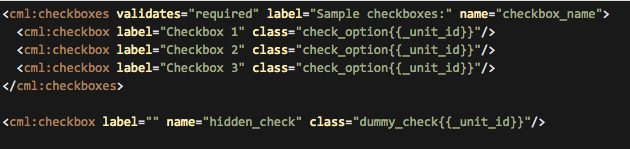 <cml:checkboxes validates="required" label="Sample checkboxes:" name="checkbox_name">
  <cml:checkbox label="Checkbox 1" class="check_option{{_unit_id}}"/>
  <cml:checkbox label="Checkbox 2" class="check_option{{_unit_id}}"/>
  <cml:checkbox label="Checkbox 3" class="check_option{{_unit_id}}"/>
</cml:checkboxes>
<cml:checkbox label="" name="hidden_check" class="dummy_check{{_unit_id}}"/>